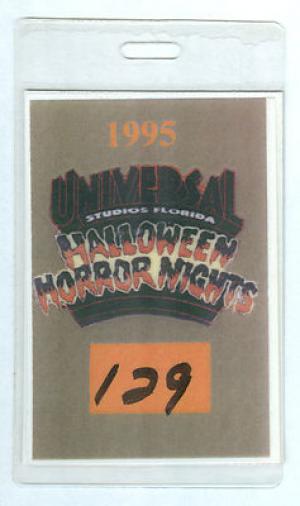 1995
UNIVERSAL
STUDIOS FLORIDA
HALLOWEEN
HORROR NIGHTS
129